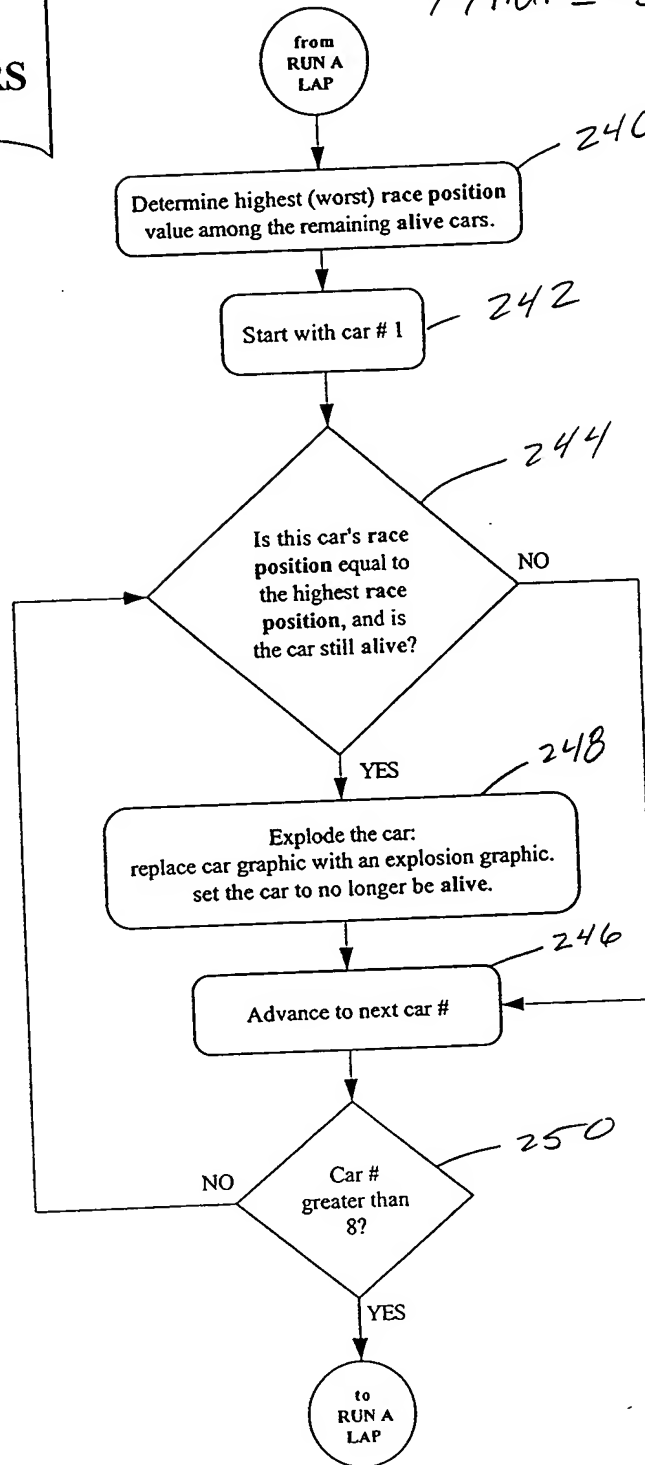 from
RUN A
LAP
RS
240
Determine highest (worst) race position
value among the remaining alive cars.
242
Start with car # 1
244
Is this car's race
position equal to
the highest race
position, and is
the car still alive?
NO
YES
248
Explode the car:
replace car graphic with an explosion graphic.
set the car to no longer be alive.
246
Advance to next car #
250
NO
Car #
greater than
8?
YES
to
RUN A
LAP